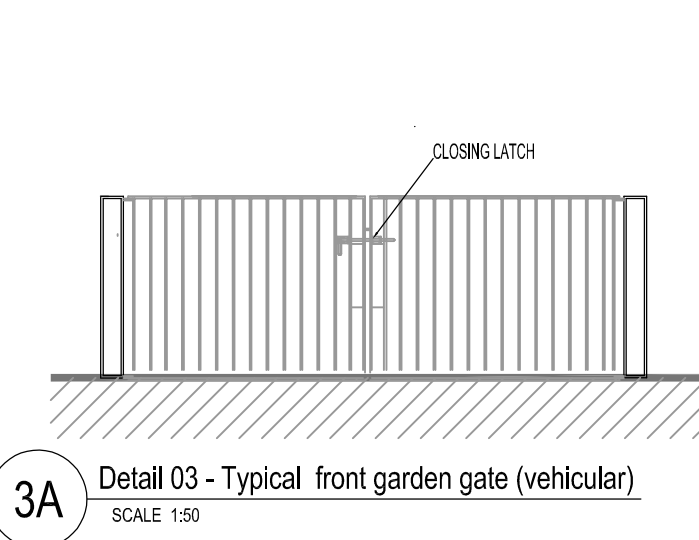 CLOSING LATCH
3A
Detail 03 - Typical front garden gate (vehicular)
SCALE 1:50